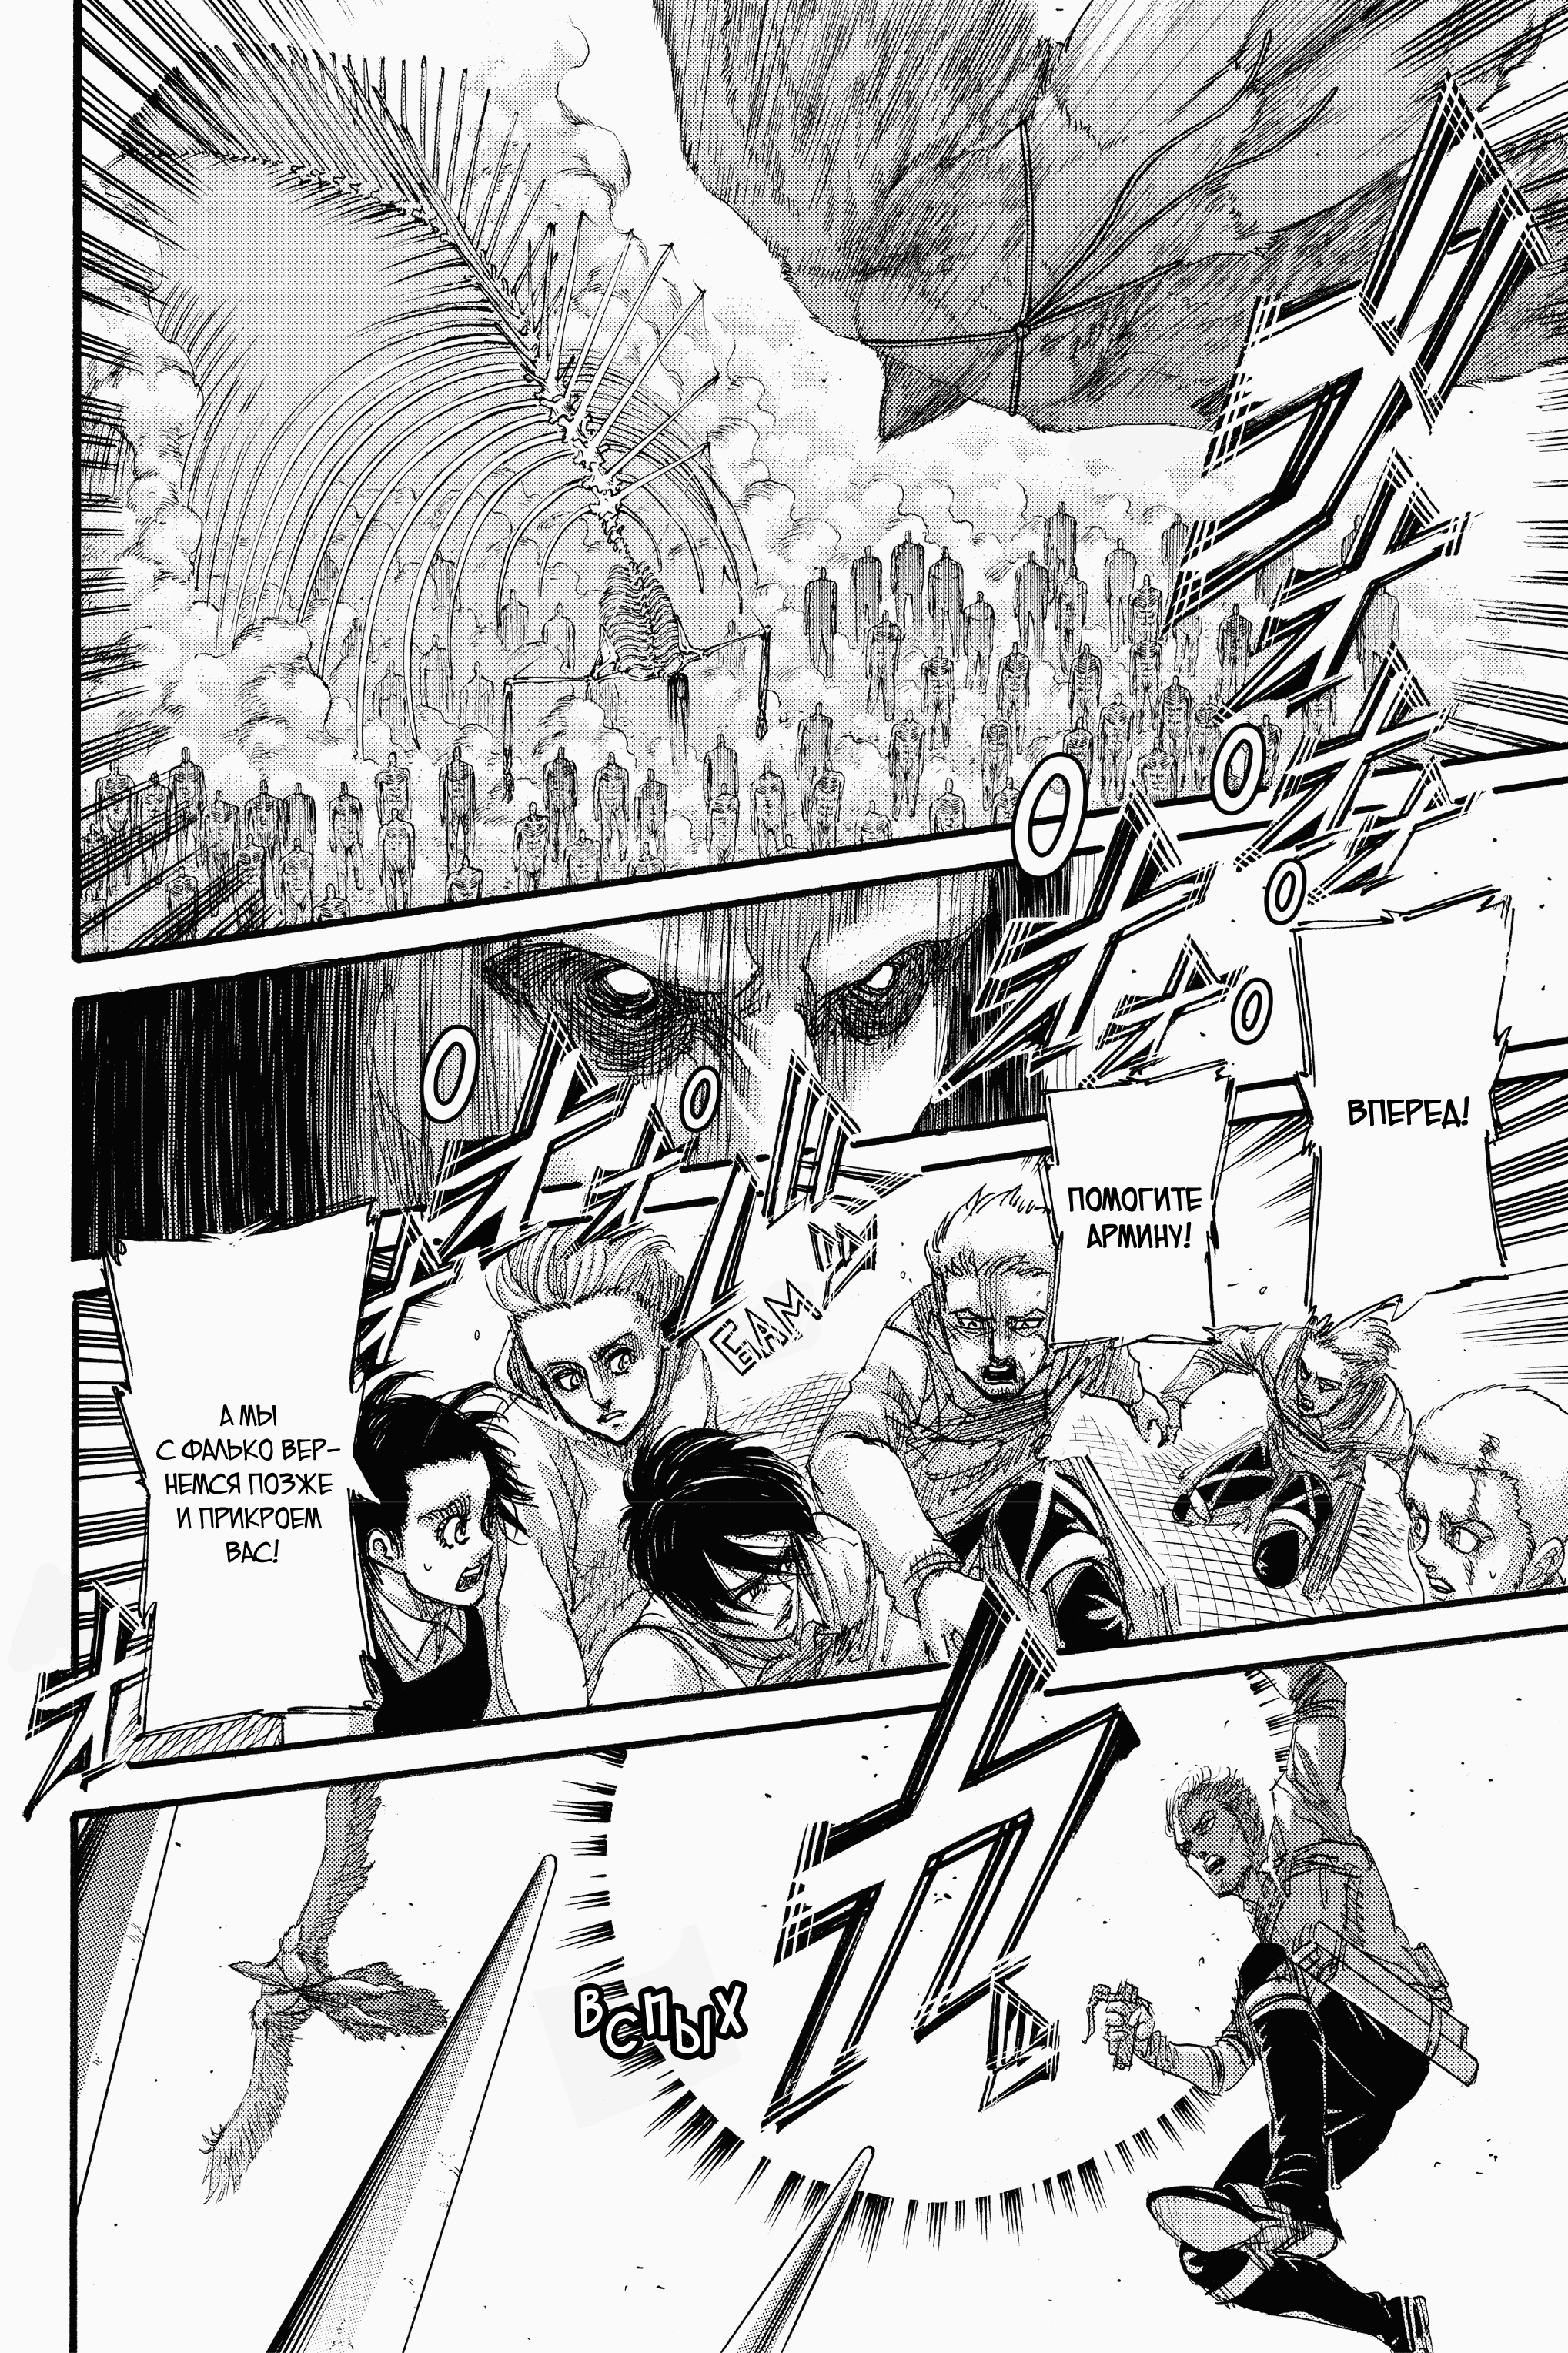 О
О
О
О
О
О
ВПЕРЕД!
ПОМОГИТЕ
АРМИНУ!
БАМ
А МЫ
С ФАЛЬКО ВЕР-
НЕМСЯ ПОЗЖЕ
И ПРИКРОЕМ
ВАС!
ВСПЫХ